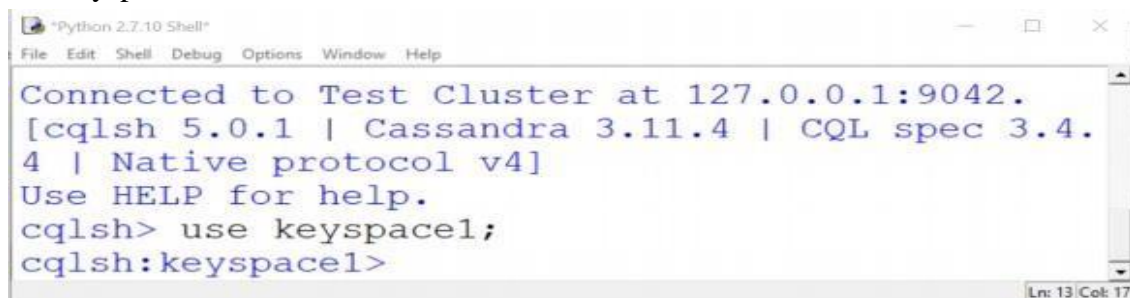 *Python 2.7.10 Shell*
File Edit Shell Debug Options Window Help
Connected to Test Cluster at 127.0.0.1:9042.
[cqlsh 5.0.1 | Cassandra 3.11.4 | CQL spec 3.4.
4 | Native protocol v4]
Use HELP for help.
cqlsh> use keyspace1;
cqlsh:keyspace1>
Ln: 13 Col: 17